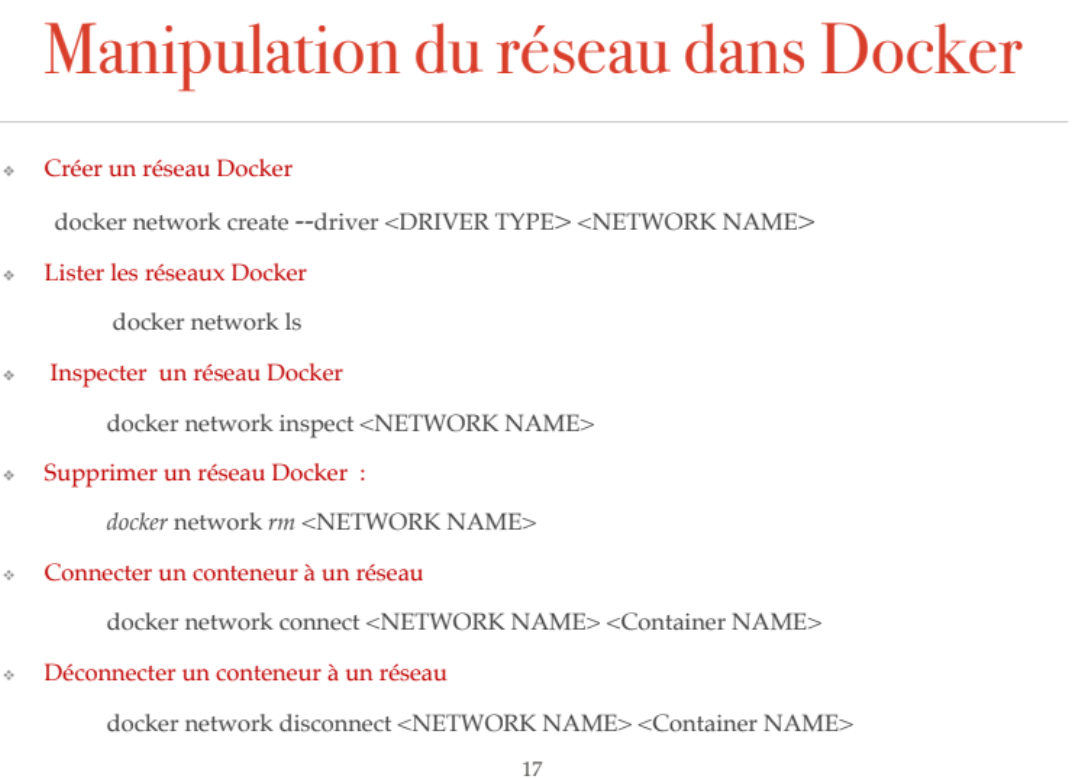 Manipulation du réseau dans Docker
Créer un réseau Docker
docker network create --driver <DRIVER TYPE> <NETWORK NAME>
Lister les réseaux Docker
docker network ls
Inspecter un réseau Docker
docker network inspect <NETWORK NAME>
Supprimer un réseau Docker :
docker network rm <NETWORK NAME>
Connecter un conteneur à un réseau
docker network connect <NETWORK NAME> <Container NAME>
Déconnecter un conteneur à un réseau
docker network disconnect <NETWORK NAME> <Container NAME>
17